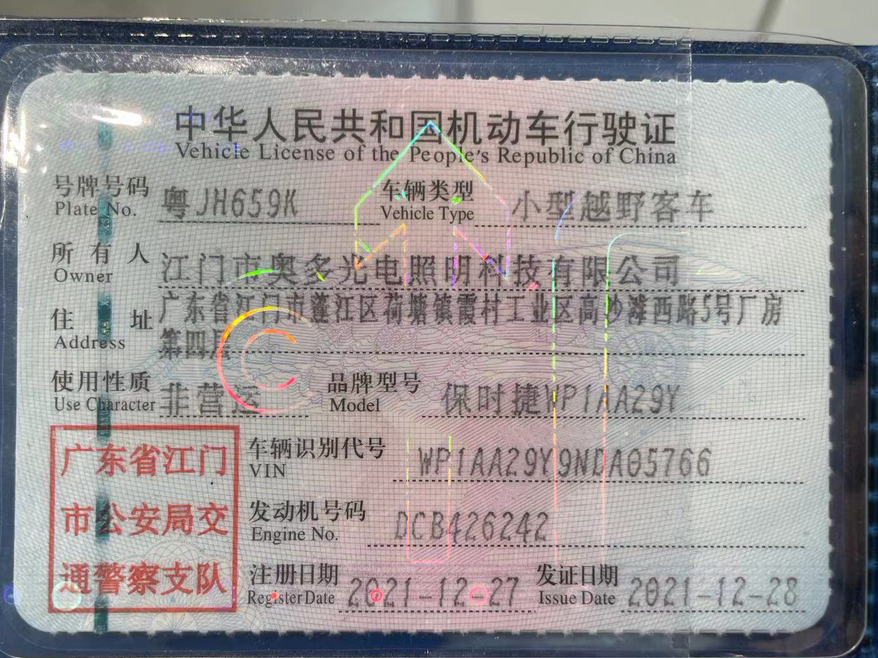 中华人民共和国机动车行驶证
Vehicle License of the People's Republic of China
号牌号码 粤JH659K 车辆类型 小型越野客车
Plate No. Vehicle Type
所有人 江门市奥多光电照明科技有限公司
Owner
住址 广东省江门市蓬江区荷塘镇霞村工业区高沙滩西路5号厂房
Address 第四层
使用性质 非营运 品牌型号 保时捷WP1AA29Y
Use Character Model
广东省江门 车辆识别代号 WP1AA29Y9NDA05766
VIN
市公安局交 发动机号码 DCB426242
Engine No.
通警察支队 注册日期 2021-12-27 发证日期 2021-12-28
Register Date Issue Date